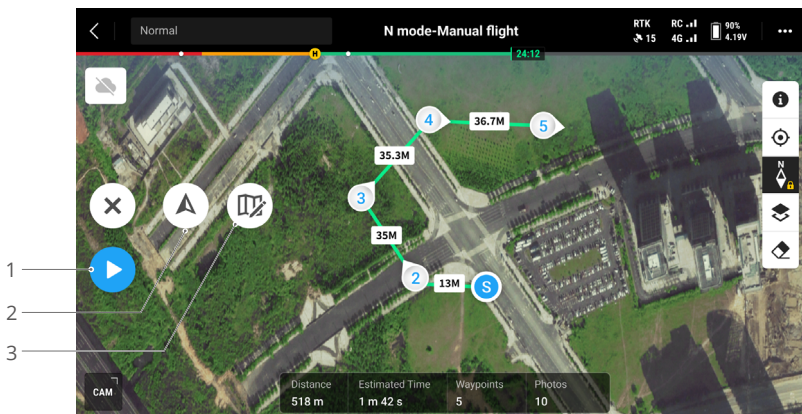 Normal
N mode-Manual flight
RTK
15
RC
4G
90%
4.19V
H
24:12
4
36.7M
5
35.3M
N
3
35M
2
13M
S
1
2
3
CAM
Distance
518 m
Estimated Time
1 m 42 s
Waypoints
5
Photos
10